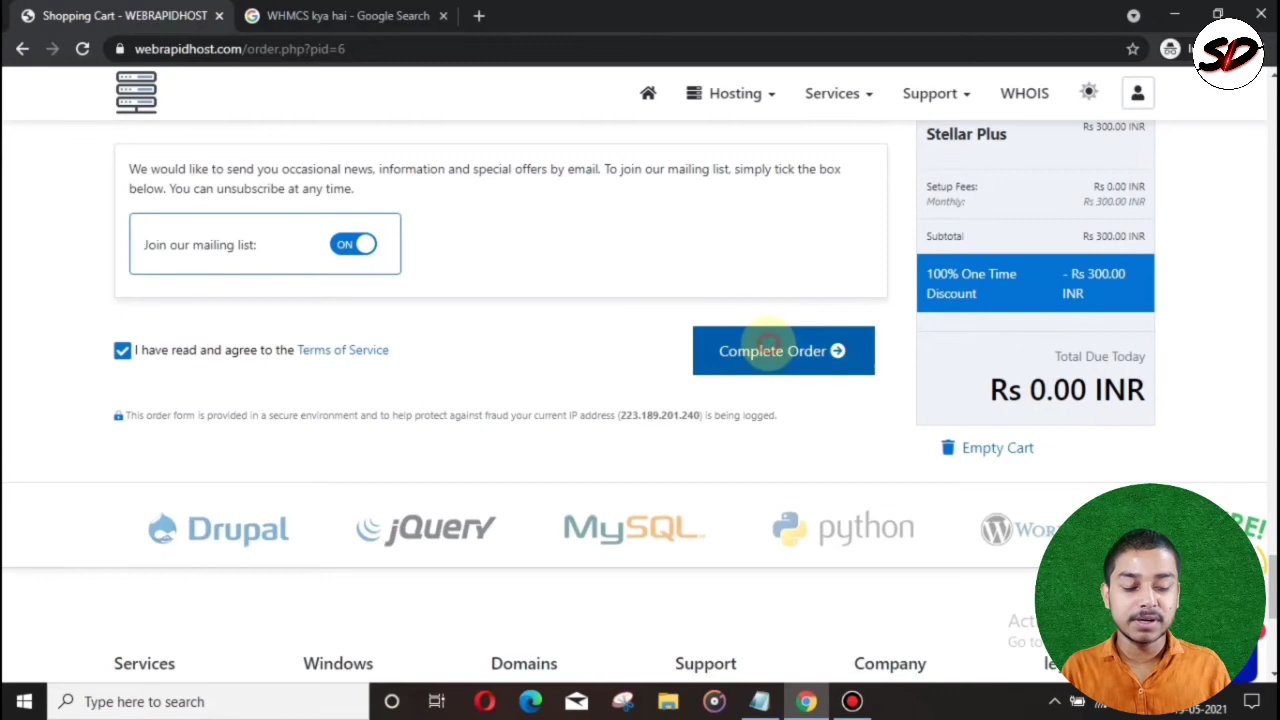 Shopping Cart - WEBRAPIDHOST
WHMCS kya hai - Google Search
webrapidhost.com/order.php?pid=6
SD
Hosting
Services
Support
WHOIS
Stellar Plus
Rs 300.00 INR
We would like to send you occasional news, information and special offers by email. To join our mailing list, simply tick the box
below. You can unsubscribe at any time.
Join our mailing list:
ON
Setup Fees:
Rs 0.00 INR
Monthly:
Rs 300.00 INR
Subtotal
Rs 300.00 INR
100% One Time
Discount
- Rs 300.00
INR
I have read and agree to the Terms of Service
Complete Order
Total Due Today
Rs 0.00 INR
This order form is provided in a secure environment and to help protect against fraud your current IP address (223.189.201.240) is being logged.
Empty Cart
Drupal
jQuery
MySQL
python
Go to
Services
Windows
Domains
Support
Company
Type here to search